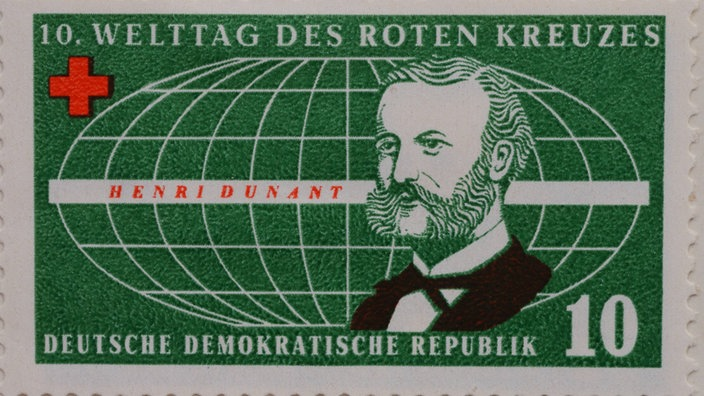 10. WELTTAG DES ROTEN KREUZES
HENRI DUNANT
DEUTSCHE DEMOKRATISCHE REPUBLIK 10